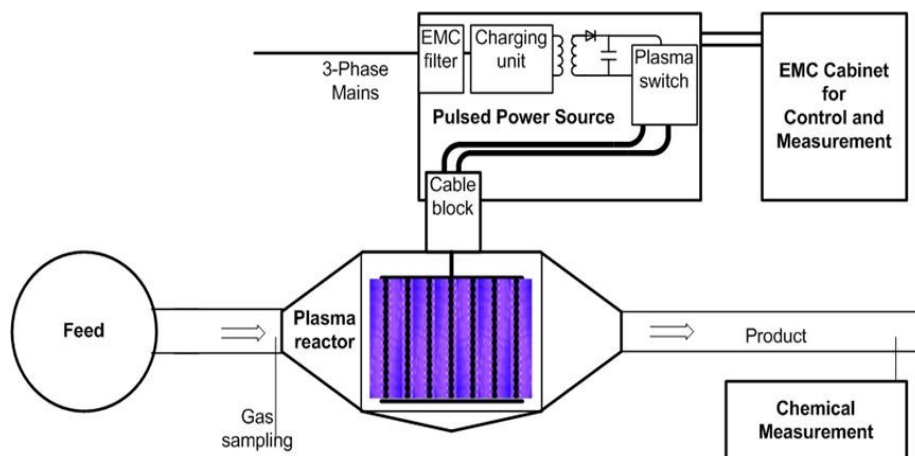 3-Phase
Mains
EMC
filter
Charging
unit
Plasma
switch
Pulsed Power Source
EMC Cabinet
for
Control and
Measurement
Cable
block
Feed
Plasma
reactor
Gas
sampling
Product
Chemical
Measurement